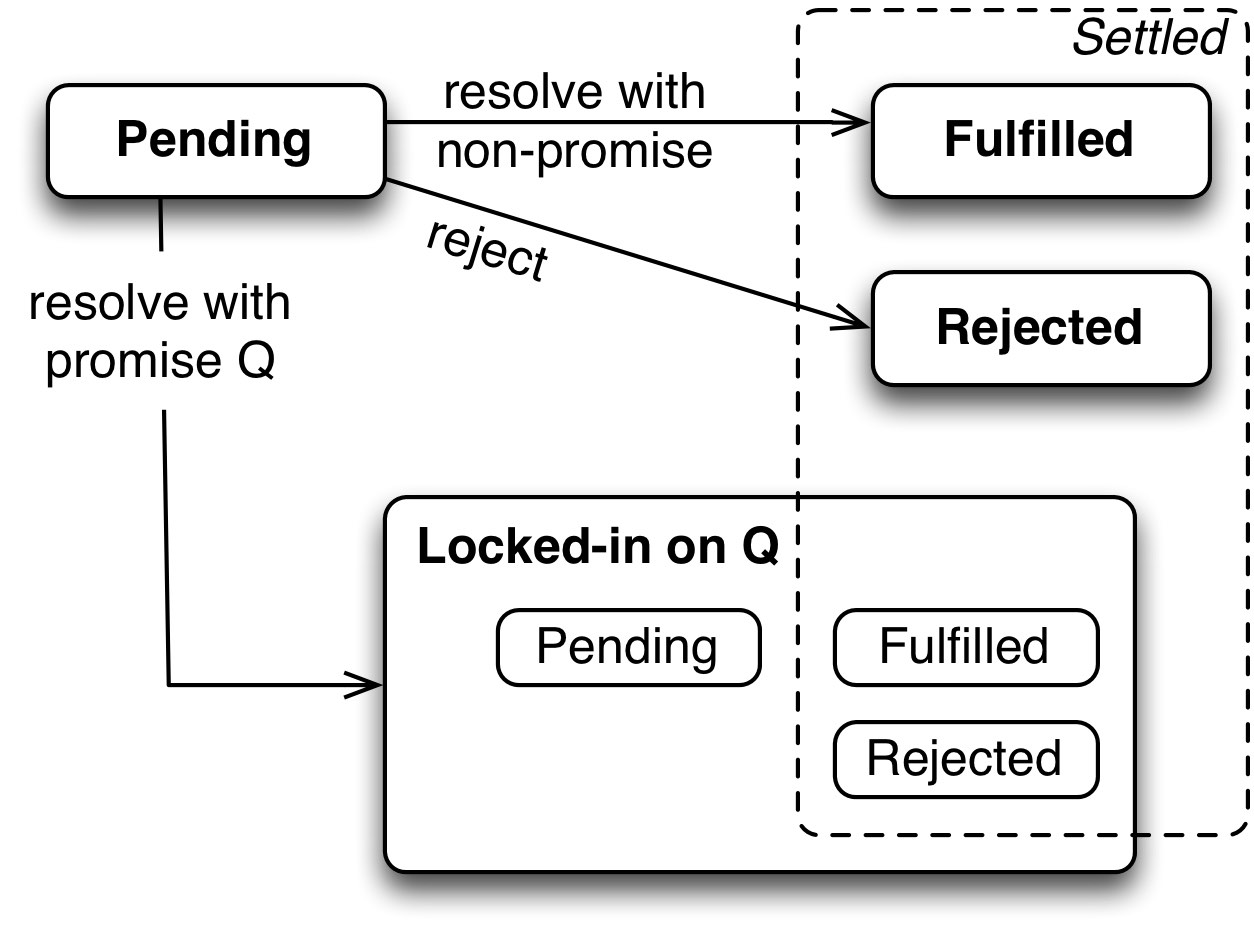 Settled
Pending
resolve with
non-promise
Fulfilled
reject
Rejected
resolve with
promise Q
Locked-in on Q
Pending
Fulfilled
Rejected